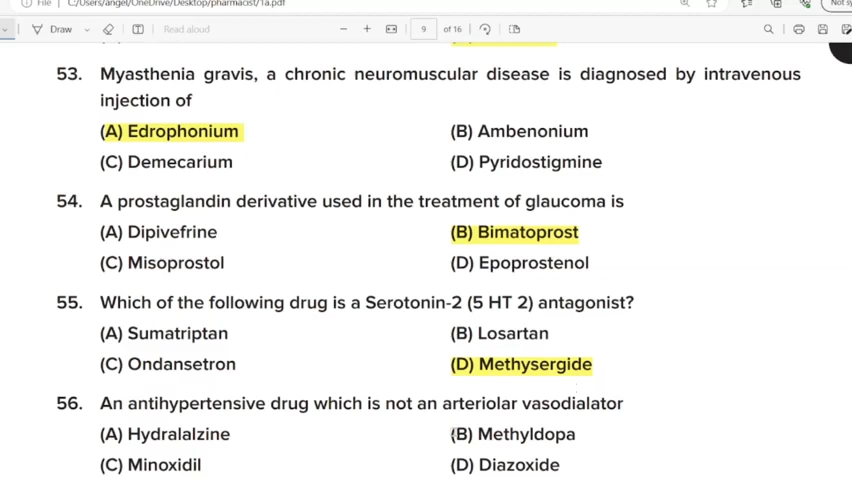 File C:/Users/angel/OneDrive/Desktop/pharmacist/1a.pdf
Draw Read aloud 9 of 16
53. Myasthenia gravis, a chronic neuromuscular disease is diagnosed by intravenous
injection of
(A) Edrophonium (B) Ambenonium
(C) Demecarium (D) Pyridostigmine
54. A prostaglandin derivative used in the treatment of glaucoma is
(A) Dipivefrine (B) Bimatoprost
(C) Misoprostol (D) Epoprostenol
55. Which of the following drug is a Serotonin-2 (5 HT 2) antagonist?
(A) Sumatriptan (B) Losartan
(C) Ondansetron (D) Methysergide
56. An antihypertensive drug which is not an arteriolar vasodialator
(A) Hydralalzine (B) Methyldopa
(C) Minoxidil (D) Diazoxide